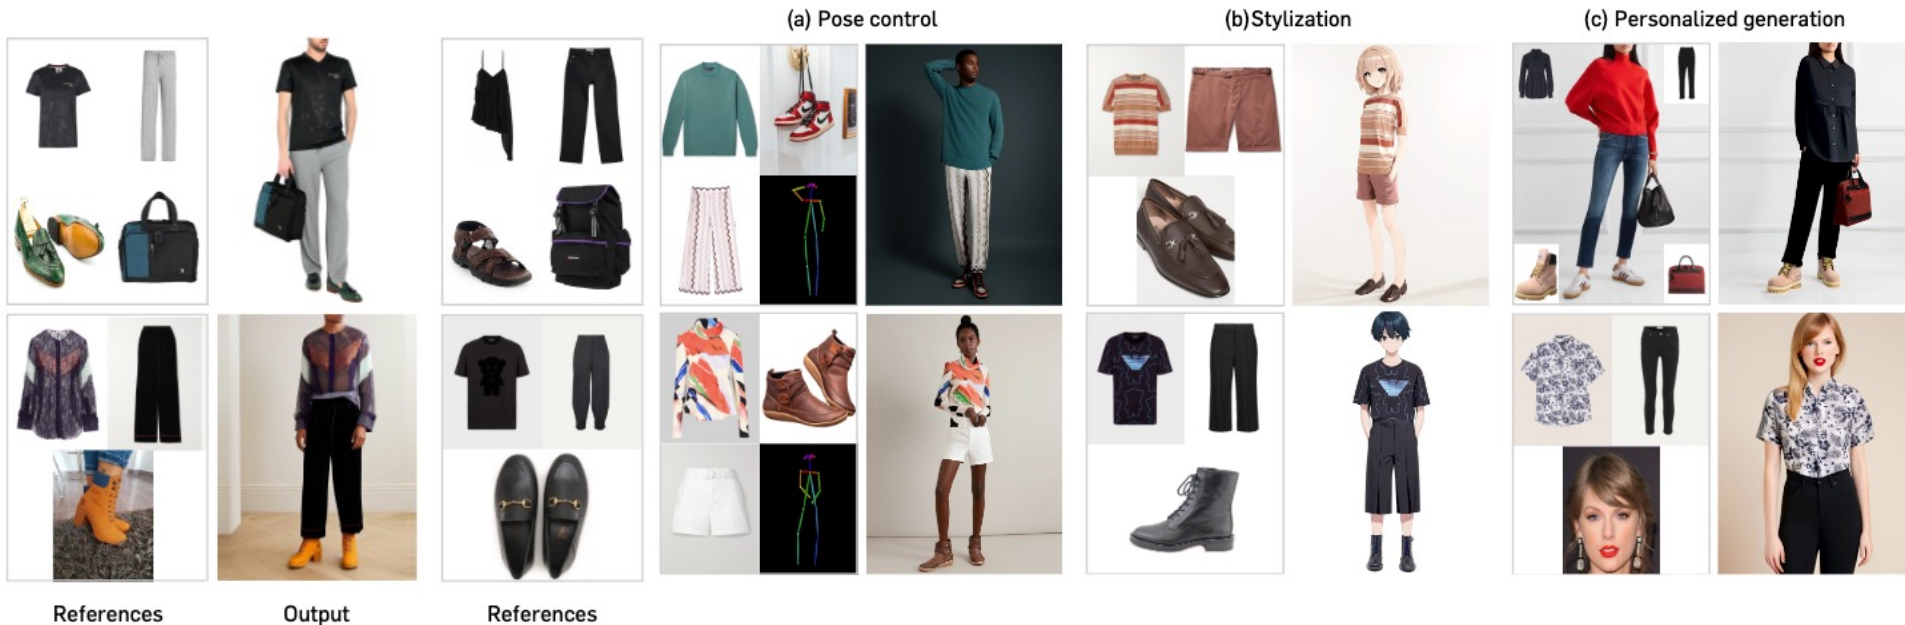 (a) Pose control
(b)Stylization
(c) Personalized generation
References
Output
References